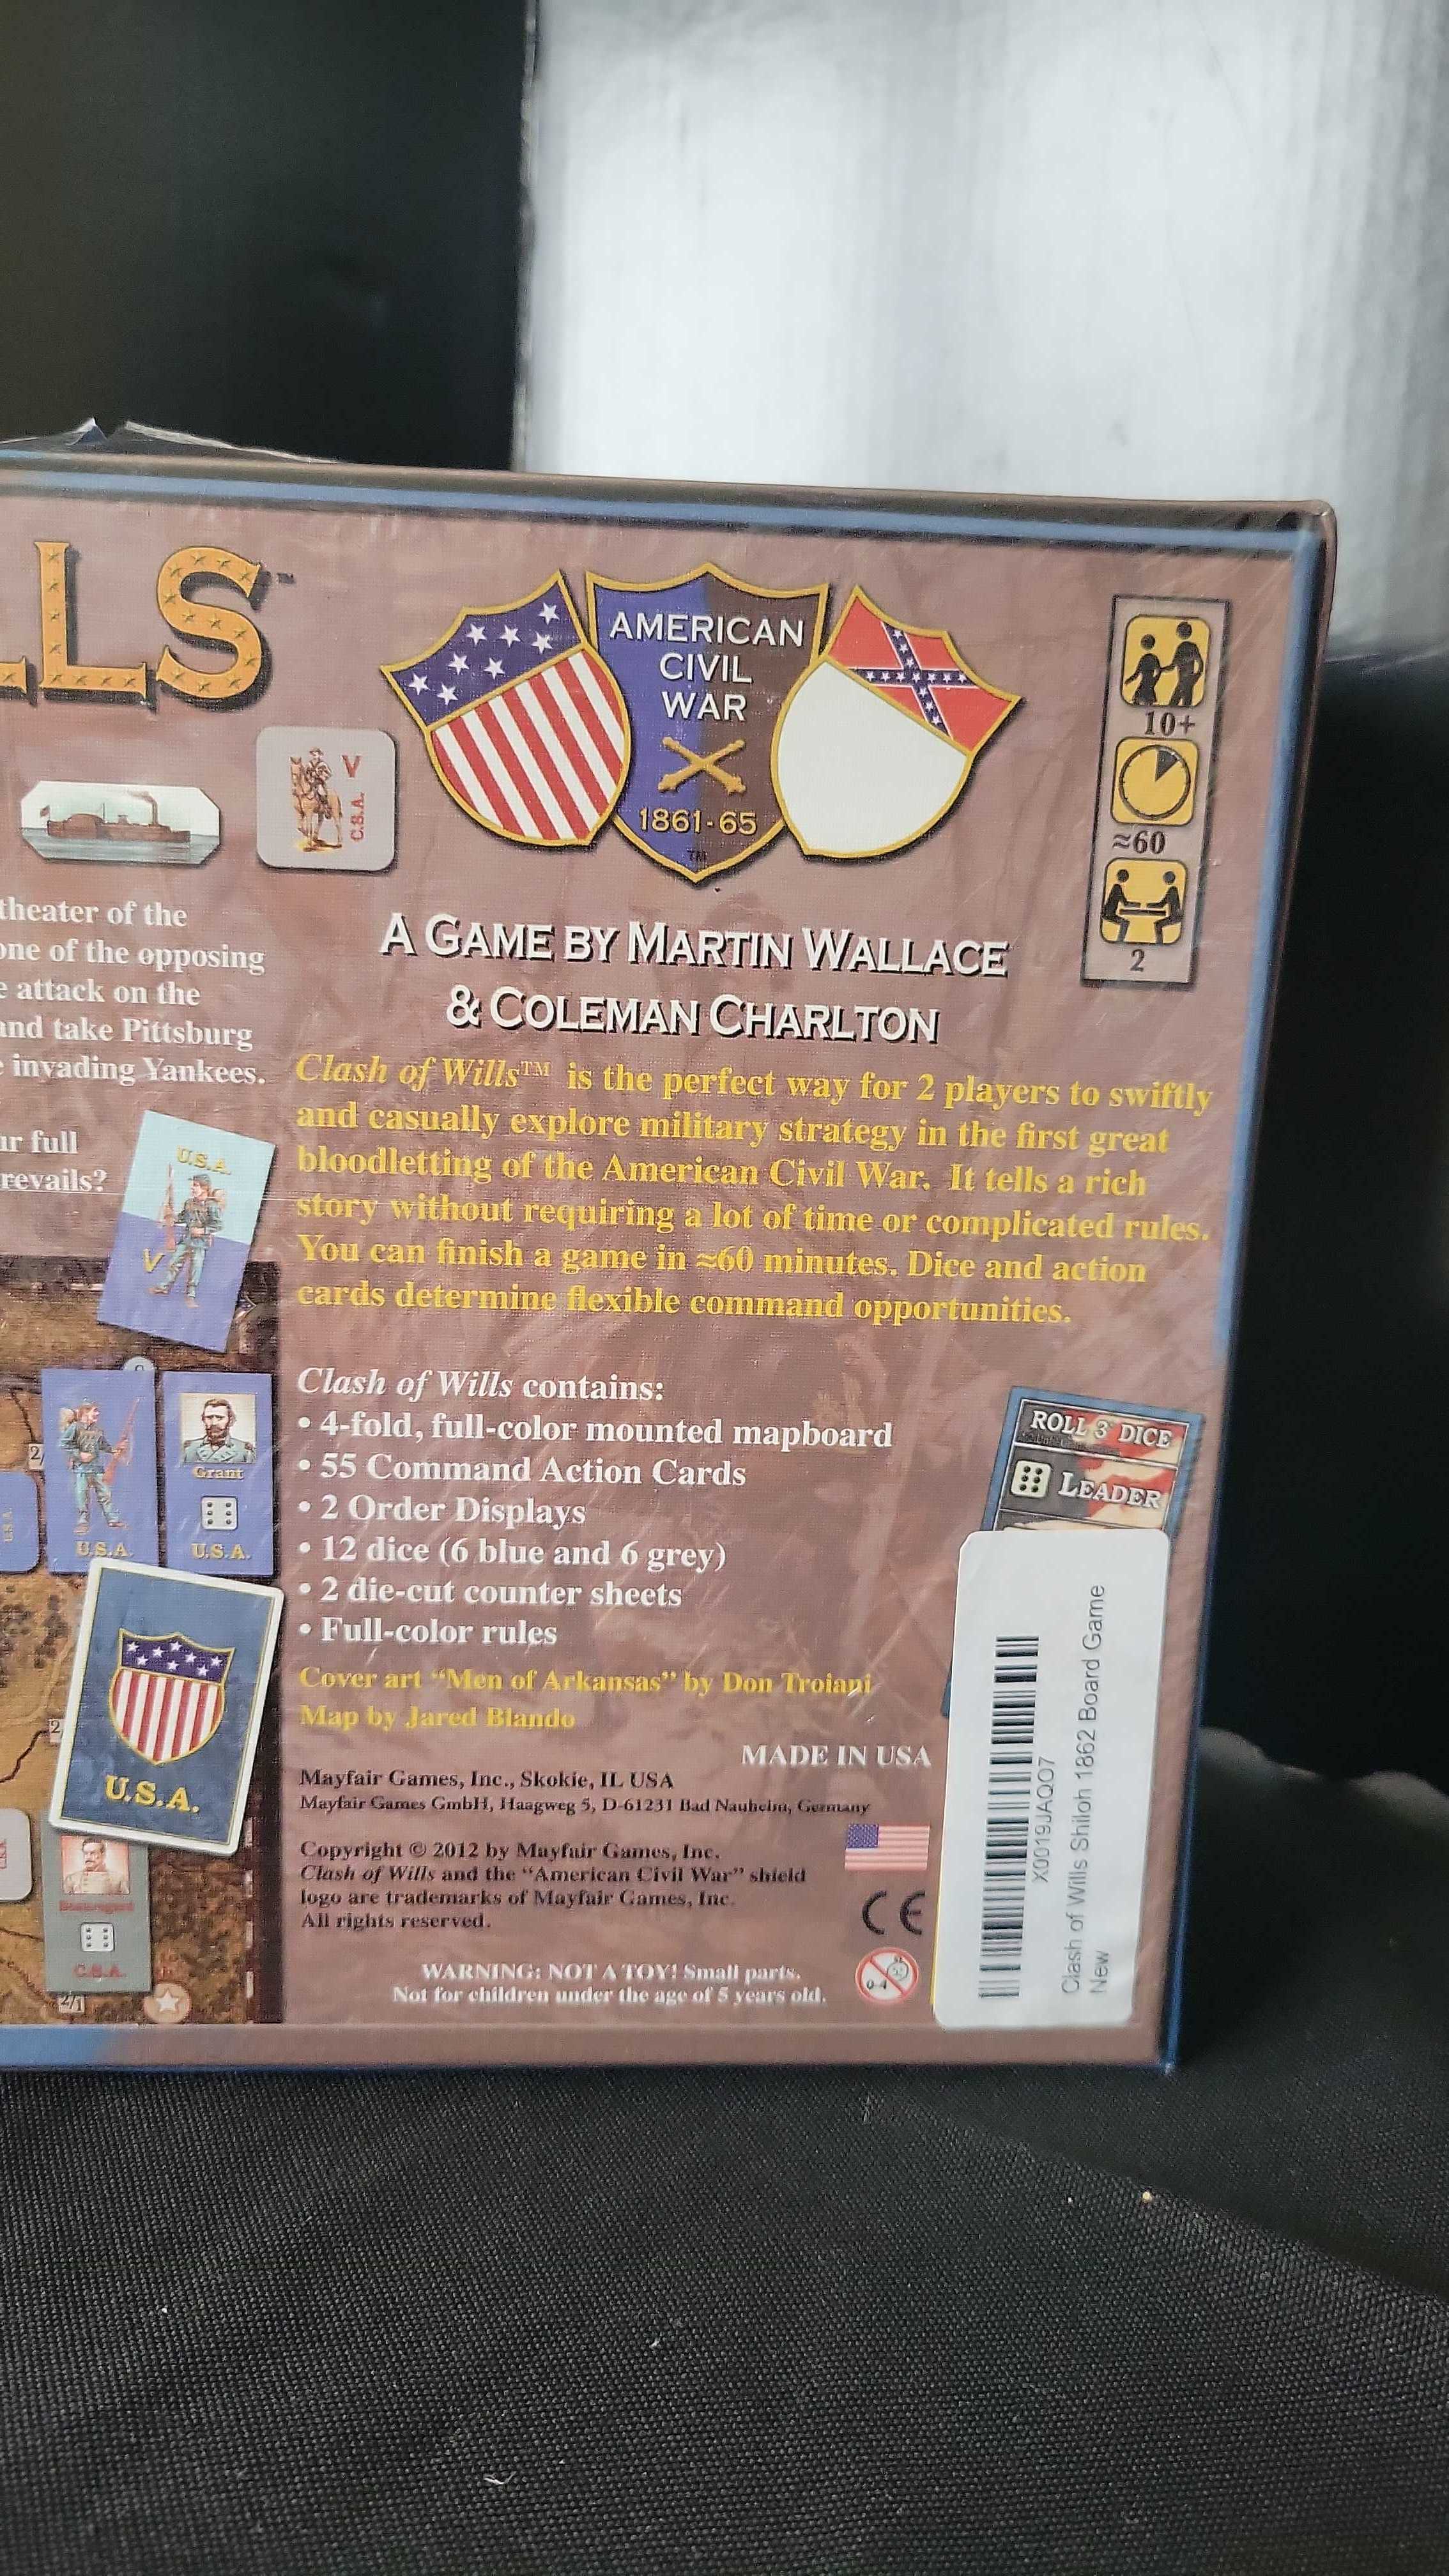 LLS™
AMERICAN
CIVIL
WAR
1861-65
TM
10+
≈60
2
V
C.S.A.
theater of the
one of the opposing
attack on the
and take Pittsburg
invading Yankees.
full
A GAME BY MARTIN WALLACE
& COLEMAN CHARLTON
Clash of Wills™ is the perfect way for 2 players to swiftly
and casually explore military strategy in the first great
bloodletting of the American Civil War. It tells a rich
story without requiring a lot of time or complicated rules.
You can finish a game in ≈60 minutes. Dice and action
cards determine flexible command opportunities.
U.S.A.
V
Clash of Wills contains:
• 4-fold, full-color mounted mapboard
• 55 Command Action Cards
• 2 Order Displays
• 12 dice (6 blue and 6 grey)
• 2 die-cut counter sheets
• Full-color rules
Cover art “Men of Arkansas” by Don Troiani
Map by Jared Blando
MADE IN USA
Mayfair Games, Inc., Skokie, IL USA
Mayfair Games GmbH, Haagweg 5, D-61231 Bad Nauheim, Germany
Copyright © 2012 by Mayfair Games, Inc.
Clash of Wills and the “American Civil War” shield
logo are trademarks of Mayfair Games, Inc.
All rights reserved.
CE
WARNING: NOT A TOY! Small parts.
Not for children under the age of 5 years old.
0-4
2
U.S.A.
Grant
U.S.A.
U.S.A.
2
U.S.A.
Beauregard
C.S.A.
2/1
ROLL 3 DICE
LEADER
X0019JAQO7
Clash of Wills Shiloh 1862 Board Game
New